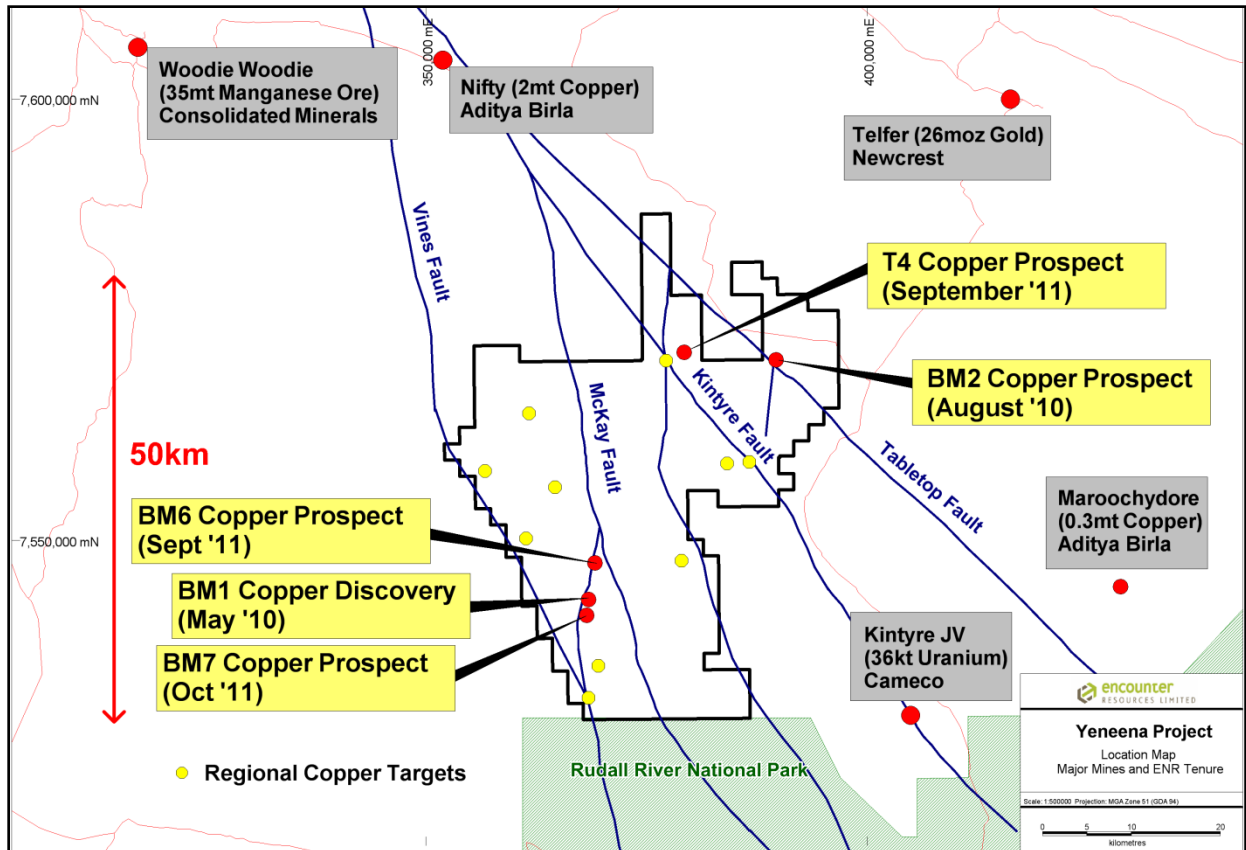 350,000 mE
400,000 mE
7,600,000 mN
7,550,000 mN
Woodie Woodie
(35mt Manganese Ore)
Consolidated Minerals
Nifty (2mt Copper)
Aditya Birla
Telfer (26moz Gold)
Newcrest
Vines Fault
T4 Copper Prospect
(September '11)
BM2 Copper Prospect
(August '10)
McKay Fault
Kintyre Fault
Tabletop Fault
50km
BM6 Copper Prospect
(Sept '11)
BM1 Copper Discovery
(May '10)
BM7 Copper Prospect
(Oct '11)
Maroochydore
(0.3mt Copper)
Aditya Birla
Kintyre JV
(36kt Uranium)
Cameco
Regional Copper Targets
Rudall River National Park
encounter
RESOURCES LIMITED
Yeneena Project
Location Map
Major Mines and ENR Tenure
Scale: 1:500000 Projection: MGA Zone 51 (GDA 94)
0 5 10 20
kilometres